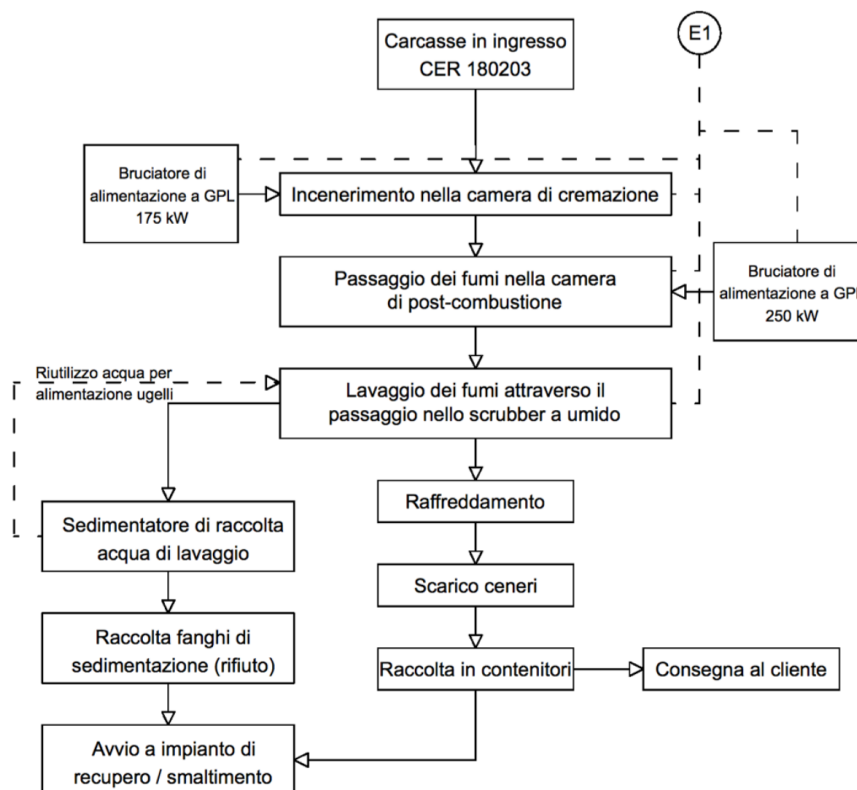 Carcasse in ingresso
CER 180203
E1
Bruciatore di
alimentazione a GPL
175 kW
Incenerimento nella camera di cremazione
Passaggio dei fumi nella camera
di post-combustione
Bruciatore di
alimentazione a GPL
250 kW
Riutilizzo acqua per
alimentazione ugelli
Lavaggio dei fumi attraverso il
passaggio nello scrubber a umido
Raffreddamento
Sedimentatore di raccolta
acqua di lavaggio
Scarico ceneri
Raccolta fanghi di
sedimentazione (rifiuto)
Raccolta in contenitori
Consegna al cliente
Avvio a impianto di
recupero / smaltimento